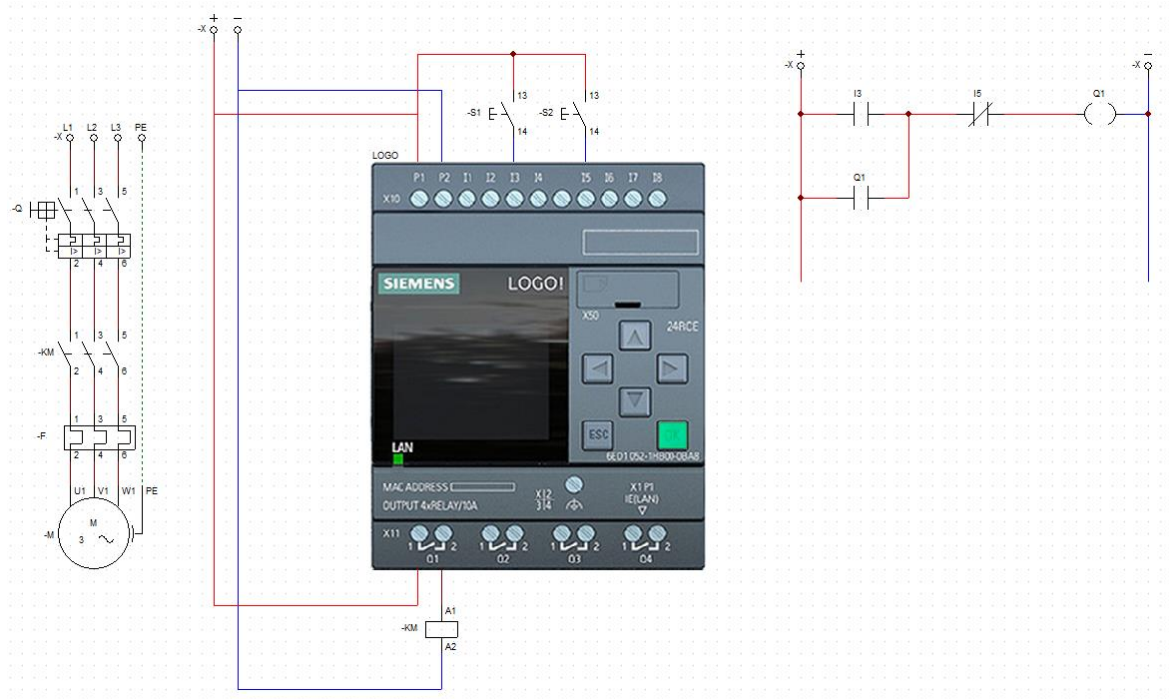 + −
-X
L1 L2 L3 PE
-X
1 3 5
-Q
I> I> I>
2 4 6
1 3 5
-KM
2 4 6
1 3 5
-F
2 4 6
U1 V1 W1 PE
-M
M
3
13 13
-S1 -S2
14 14
LOGO
P1 P2 I1 I2 I3 I4 I5 I6 I7 I8
X10
SIEMENS LOGO!
X50
24RCE
ESC OK
LAN
6ED1 052-1HB00-0BA8
MAC ADDRESS
OUTPUT 4xRELAY/10A
X12
3 1 4
X1 P1
IE(LAN)
X11
1 2 1 2 1 2 1 2
Q1 Q2 Q3 Q4
A1
-KM
A2
+ −
-X -X
I3 I5 Q1
Q1